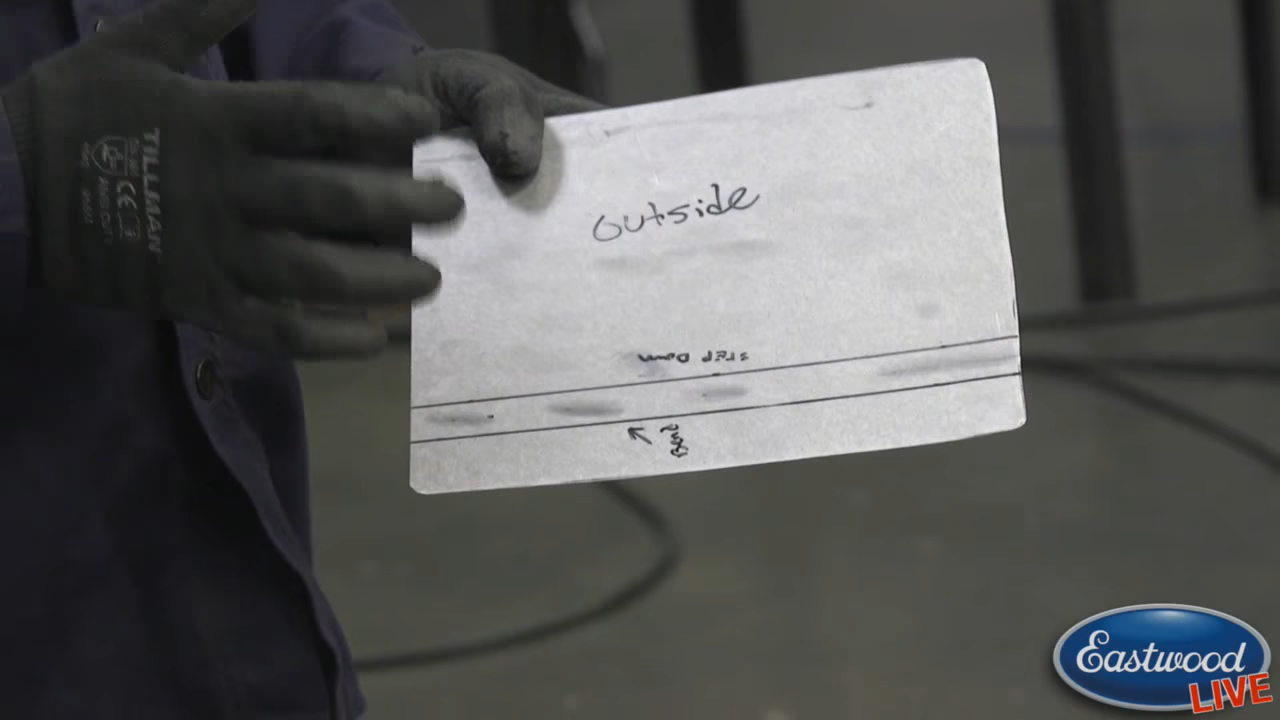 TILLMAN
CE
outside
STEP Down
Bend
Eastwood
LIVE